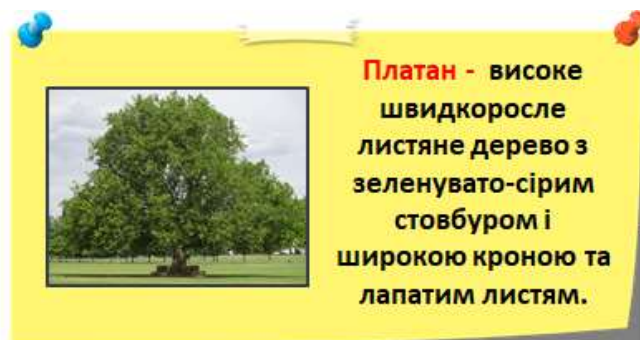 Платан - високе
швидкоросле
листяне дерево з
зеленувато-сірим
стовбуром і
широкою кроною та
лапатим листям.